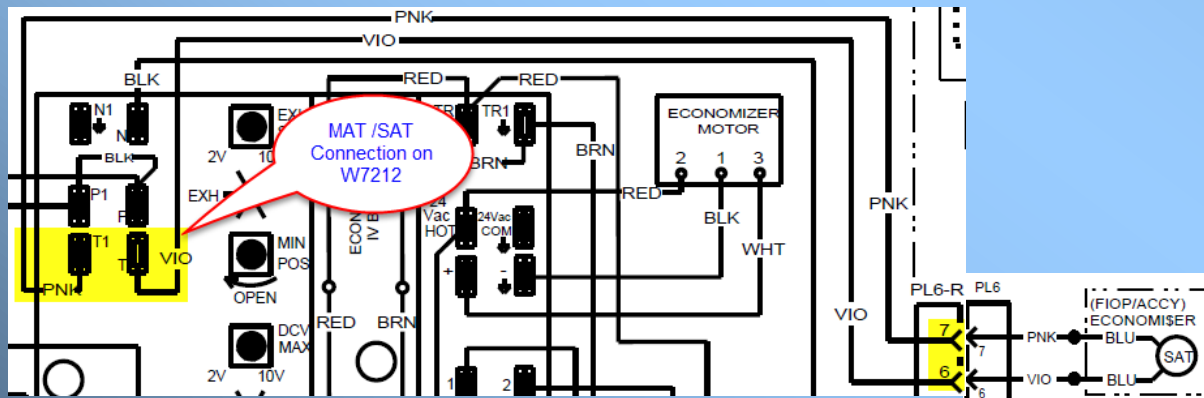 PNK
VIO
BLK
RED
RED
N1
N
EXH
TR
TR1
ECONOMIZER
MOTOR
2 1 3
2V
10
MAT /SAT
Connection on
W7212
BLK
BRN
BRN
P1
P
EXH
RED
PNK
24
Vac
HOT
24Vac
COM
BLK
ECON
IV B
T1
T
VIO
MIN
POS
WHT
OPEN
+
-
PNK
PL6-R
PL6
(FIOP/ACCY)
ECONOMI$ER
VIO
RED
BRN
DCV
MAX
7
7
PNK
BLU
SAT
2V
10V
1
2
6
6
VIO
BLU